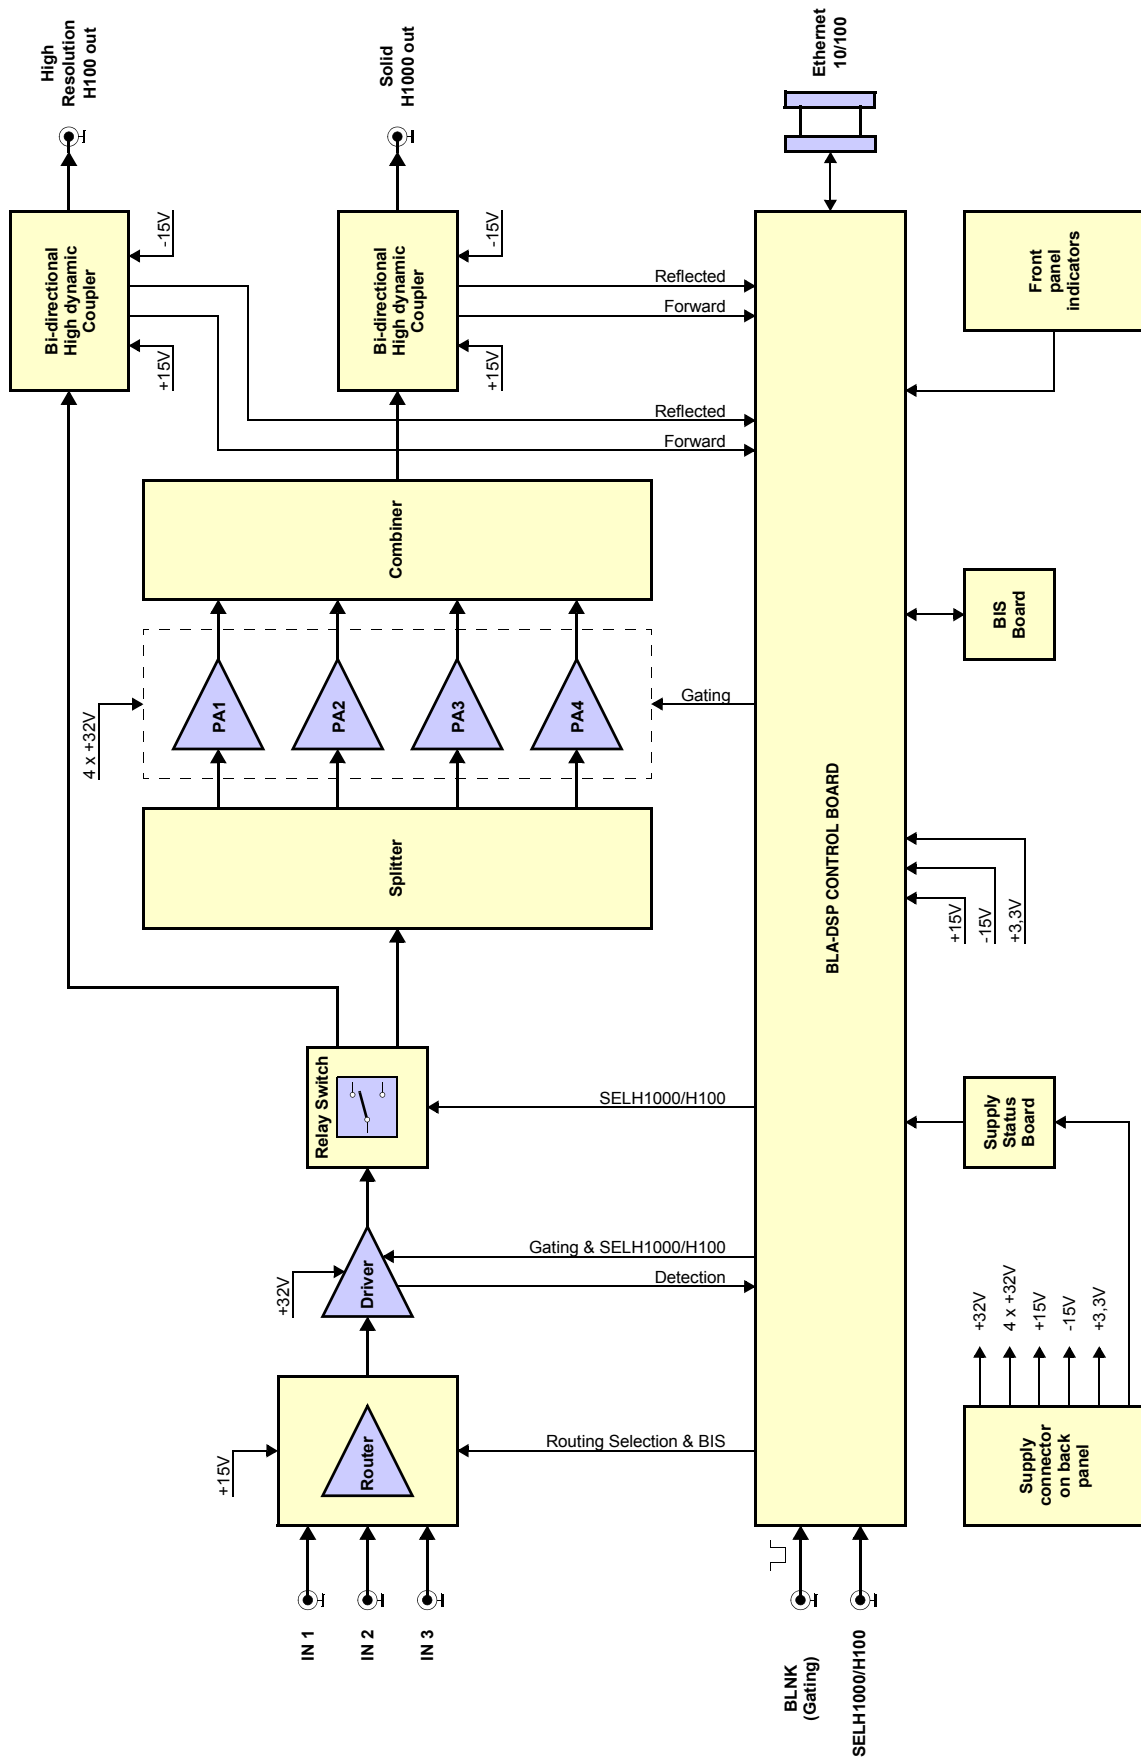 High
Resolution
H100 out
Solid
H1000 out
Ethernet
10/100
Bi-directional
High dynamic
Coupler
+15V
-15V
Bi-directional
High dynamic
Coupler
+15V
-15V
Reflected
Forward
Reflected
Forward
Front
panel
indicators
Combiner
4 x +32V
PA1
PA2
PA3
PA4
Gating
BIS
Board
Splitter
BLA-DSP CONTROL BOARD
+15V
-15V
+3,3V
Relay Switch
SELH1000/H100
Supply
Status
Board
+32V
Driver
Gating & SELH1000/H100
Detection
+32V
4 x +32V
+15V
-15V
+3,3V
+15V
Router
Routing Selection & BIS
Supply
connector
on back
panel
IN 1
IN 2
IN 3
BLNK
(Gating)
SELH1000/H100